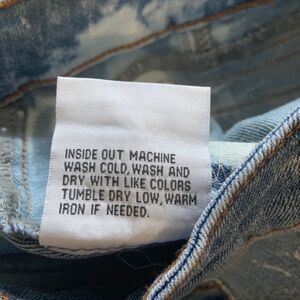 INSIDE OUT MACHINE
WASH COLD, WASH AND
DRY WITH LIKE COLORS
TUMBLE DRY LOW, WARM
IRON IF NEEDED.